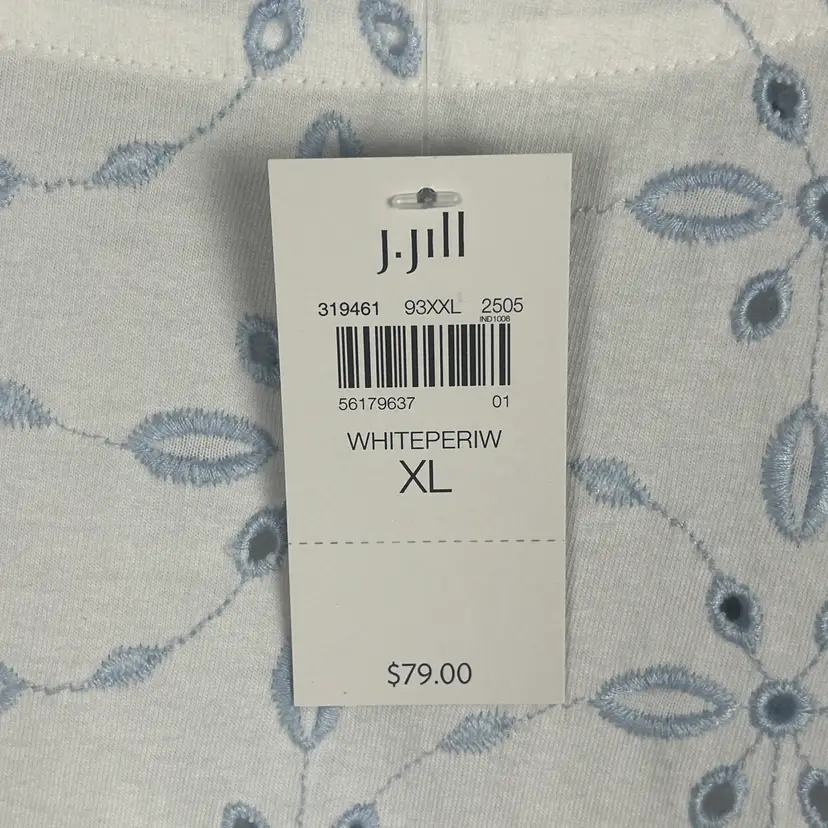 J.Jill
319461 93XXL 2505
IND1008
56179637 01
WHITEPERIW
XL
$79.00